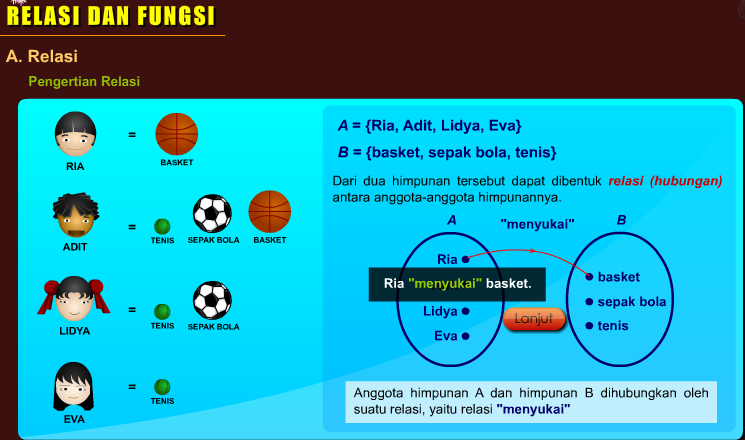 RELASI DAN FUNGSI
A. Relasi
Pengertian Relasi
=
BASKET
RIA
=
TENIS
SEPAK BOLA
BASKET
ADIT
=
TENIS
SEPAK BOLA
LIDYA
=
TENIS
EVA
A = {Ria, Adit, Lidya, Eva}
B = {basket, sepak bola, tenis}
Dari dua himpunan tersebut dapat dibentuk relasi (hubungan)
antara anggota-anggota himpunannya.
A
"menyukai"
B
Ria
basket
Ria "menyukai" basket.
sepak bola
Lidya
Lanjut
tenis
Eva
Anggota himpunan A dan himpunan B dihubungkan oleh
suatu relasi, yaitu relasi "menyukai"